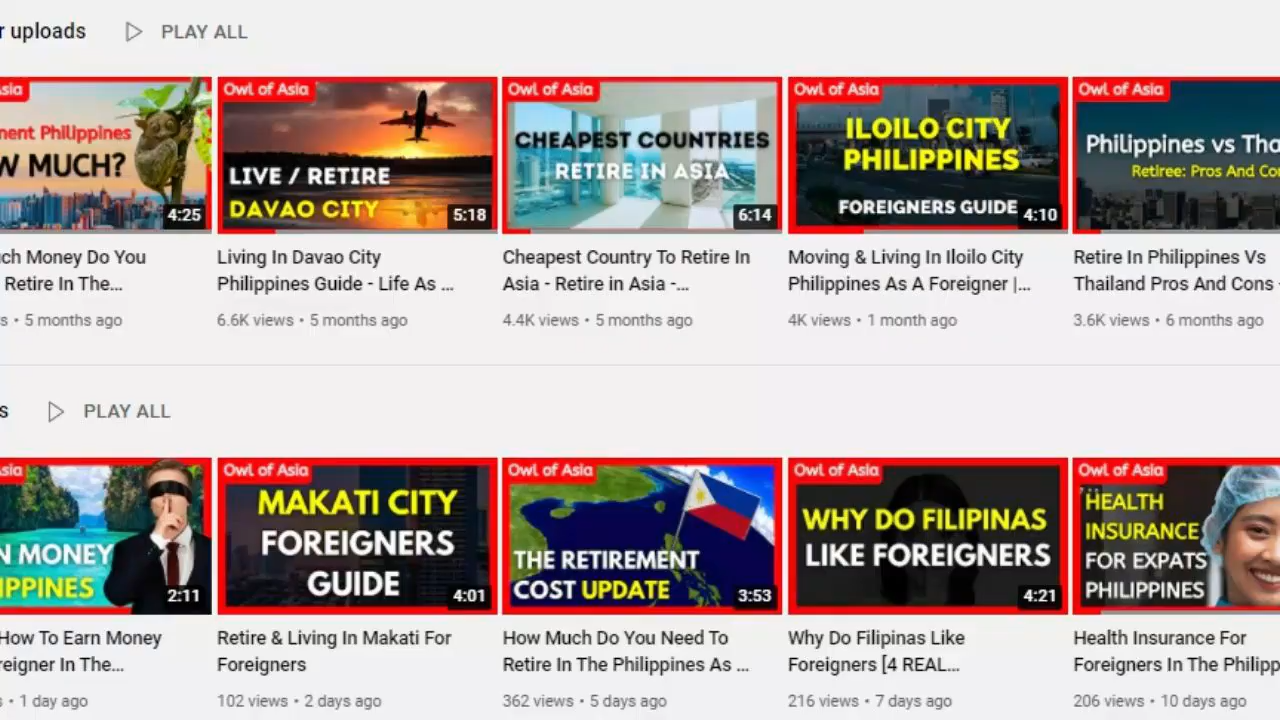 r uploads
PLAY ALL
Asia
nent Philippines
W MUCH?
4:25
ch Money Do You
Retire In The...
s • 5 months ago
Owl of Asia
LIVE / RETIRE
DAVAO CITY
5:18
Living In Davao City
Philippines Guide - Life As ...
6.6K views • 5 months ago
Owl of Asia
CHEAPEST COUNTRIES
RETIRE IN ASIA
6:14
Cheapest Country To Retire In
Asia - Retire in Asia -...
4.4K views • 5 months ago
Owl of Asia
ILOILO CITY
PHILIPPINES
FOREIGNERS GUIDE
4:10
Moving & Living In Iloilo City
Philippines As A Foreigner |...
4K views • 1 month ago
Owl of Asia
Philippines vs Tha
Retiree: Pros And Co
Retire In Philippines Vs
Thailand Pros And Cons -
3.6K views • 6 months ago
s
PLAY ALL
Asia
N MONEY
IPPINES
2:11
How To Earn Money
reigner In The...
s • 1 day ago
Owl of Asia
MAKATI CITY
FOREIGNERS
GUIDE
4:01
Retire & Living In Makati For
Foreigners
102 views • 2 days ago
Owl of Asia
THE RETIREMENT
COST UPDATE
3:53
How Much Do You Need To
Retire In The Philippines As ...
362 views • 5 days ago
Owl of Asia
WHY DO FILIPINAS
LIKE FOREIGNERS
4:21
Why Do Filipinas Like
Foreigners [4 REAL...
216 views • 7 days ago
Owl of Asia
HEALTH
INSURANCE
FOR EXPATS
PHILIPPINES
Health Insurance For
Foreigners In The Philipp
206 views • 10 days ago